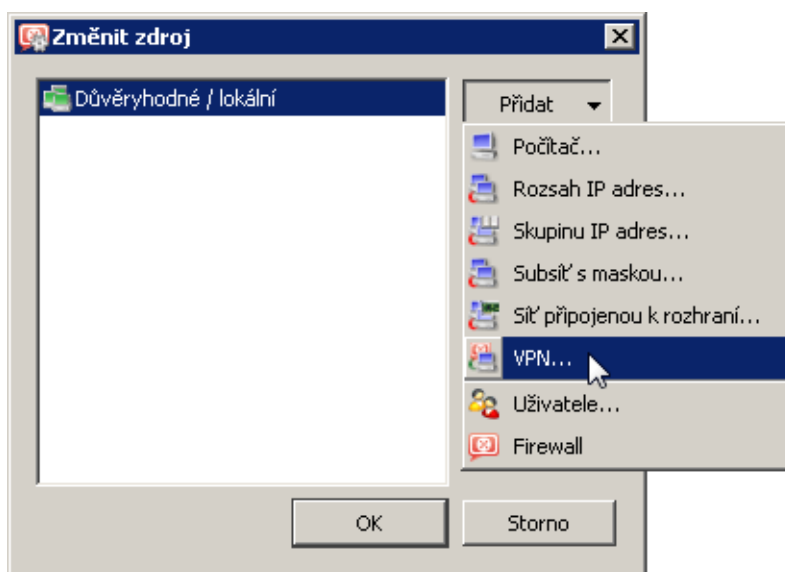 Změnit zdroj
Důvěryhodné / lokální
Přidat
Počítač...
Rozsah IP adres...
Skupinu IP adres...
Subsíť s maskou...
Síť připojenou k rozhraní...
VPN...
Uživatele...
Firewall
OK
Storno